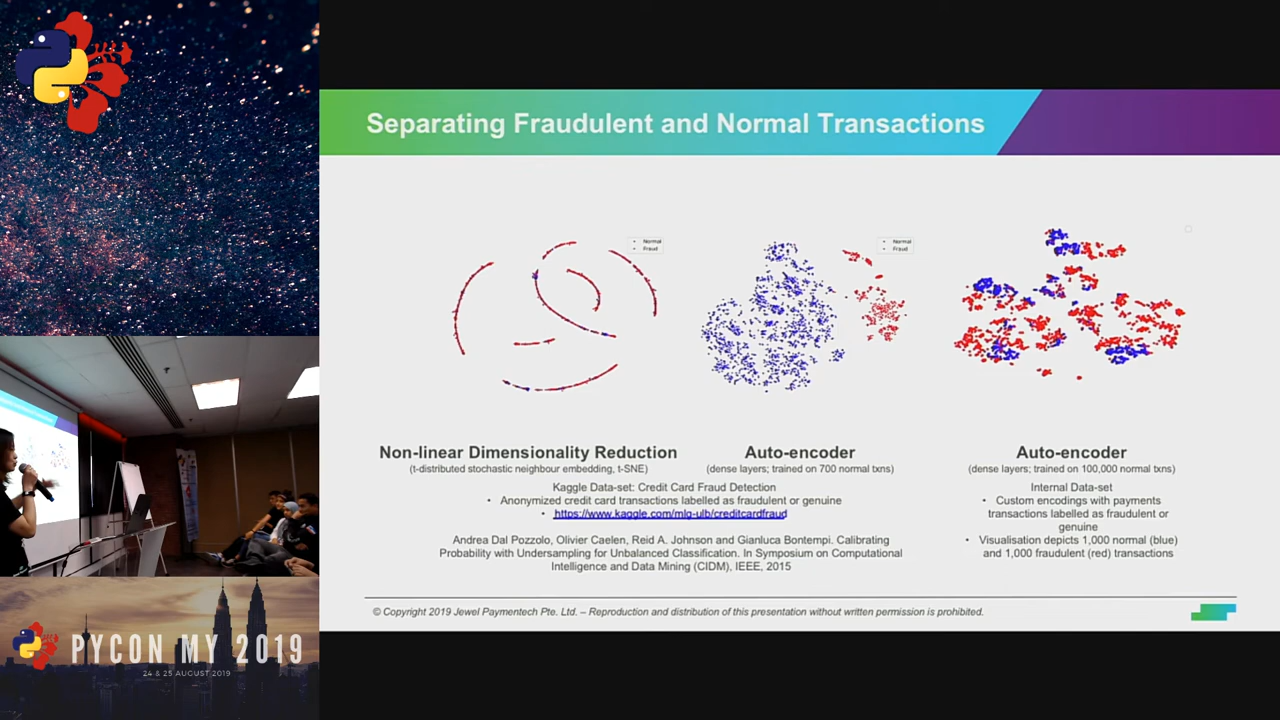 Separating Fraudulent and Normal Transactions
Normal
Fraud
Normal
Fraud
Non-linear Dimensionality Reduction
(t-distributed stochastic neighbour embedding, t-SNE)
Auto-encoder
(dense layers; trained on 700 normal txns)
Kaggle Data-set: Credit Card Fraud Detection
• Anonymized credit card transactions labelled as fraudulent or genuine
• https://www.kaggle.com/mlg-ulb/creditcardfraud
Andrea Dal Pozzolo, Olivier Caelen, Reid A. Johnson and Gianluca Bontempi. Calibrating
Probability with Undersampling for Unbalanced Classification. In Symposium on Computational
Intelligence and Data Mining (CIDM), IEEE, 2015
Auto-encoder
(dense layers; trained on 100,000 normal txns)
Internal Data-set
• Custom encodings with payments
transactions labelled as fraudulent or
genuine
• Visualisation depicts 1,000 normal (blue)
and 1,000 fraudulent (red) transactions
© Copyright 2019 Jewel Paymentech Pte. Ltd. – Reproduction and distribution of this presentation without written permission is prohibited.
PYCON MY 2019
24 & 25 AUGUST 2019